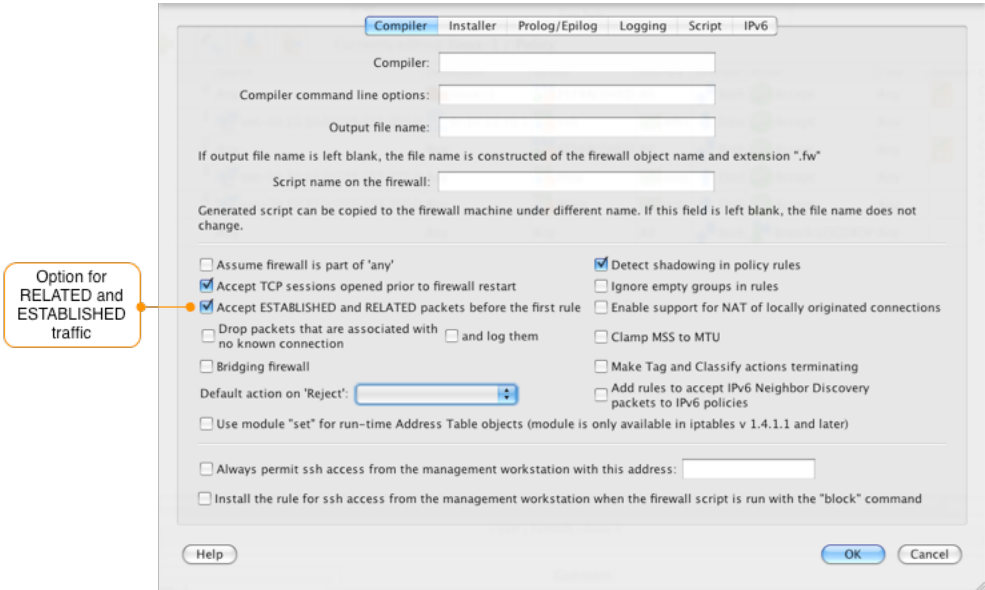 Compiler Installer Prolog/Epilog Logging Script IPv6
Compiler:
Compiler command line options:
Output file name:
If output file name is left blank, the file name is constructed of the firewall object name and extension ".fw"
Script name on the firewall:
Generated script can be copied to the firewall machine under different name. If this field is left blank, the file name does not
change.
Option for
RELATED and
ESTABLISHED
traffic
Assume firewall is part of 'any'
Detect shadowing in policy rules
Accept TCP sessions opened prior to firewall restart
Ignore empty groups in rules
Accept ESTABLISHED and RELATED packets before the first rule
Enable support for NAT of locally originated connections
Drop packets that are associated with
no known connection
and log them
Clamp MSS to MTU
Bridging firewall
Make Tag and Classify actions terminating
Default action on 'Reject':
Add rules to accept IPv6 Neighbor Discovery
packets to IPv6 policies
Use module "set" for run-time Address Table objects (module is only available in iptables v 1.4.1.1 and later)
Always permit ssh access from the management workstation with this address:
Install the rule for ssh access from the management workstation when the firewall script is run with the "block" command
Help
OK
Cancel